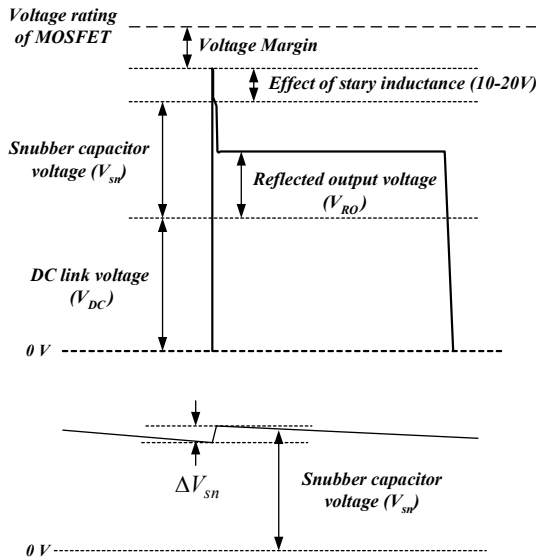 Voltage rating
of MOSFET
Voltage Margin
Effect of stary inductance (10-20V)
Snubber capacitor
voltage (Vsn)
Reflected output voltage
(VRO)
DC link voltage
(VDC)
0 V
ΔVsn
Snubber capacitor
voltage (Vsn)
0 V